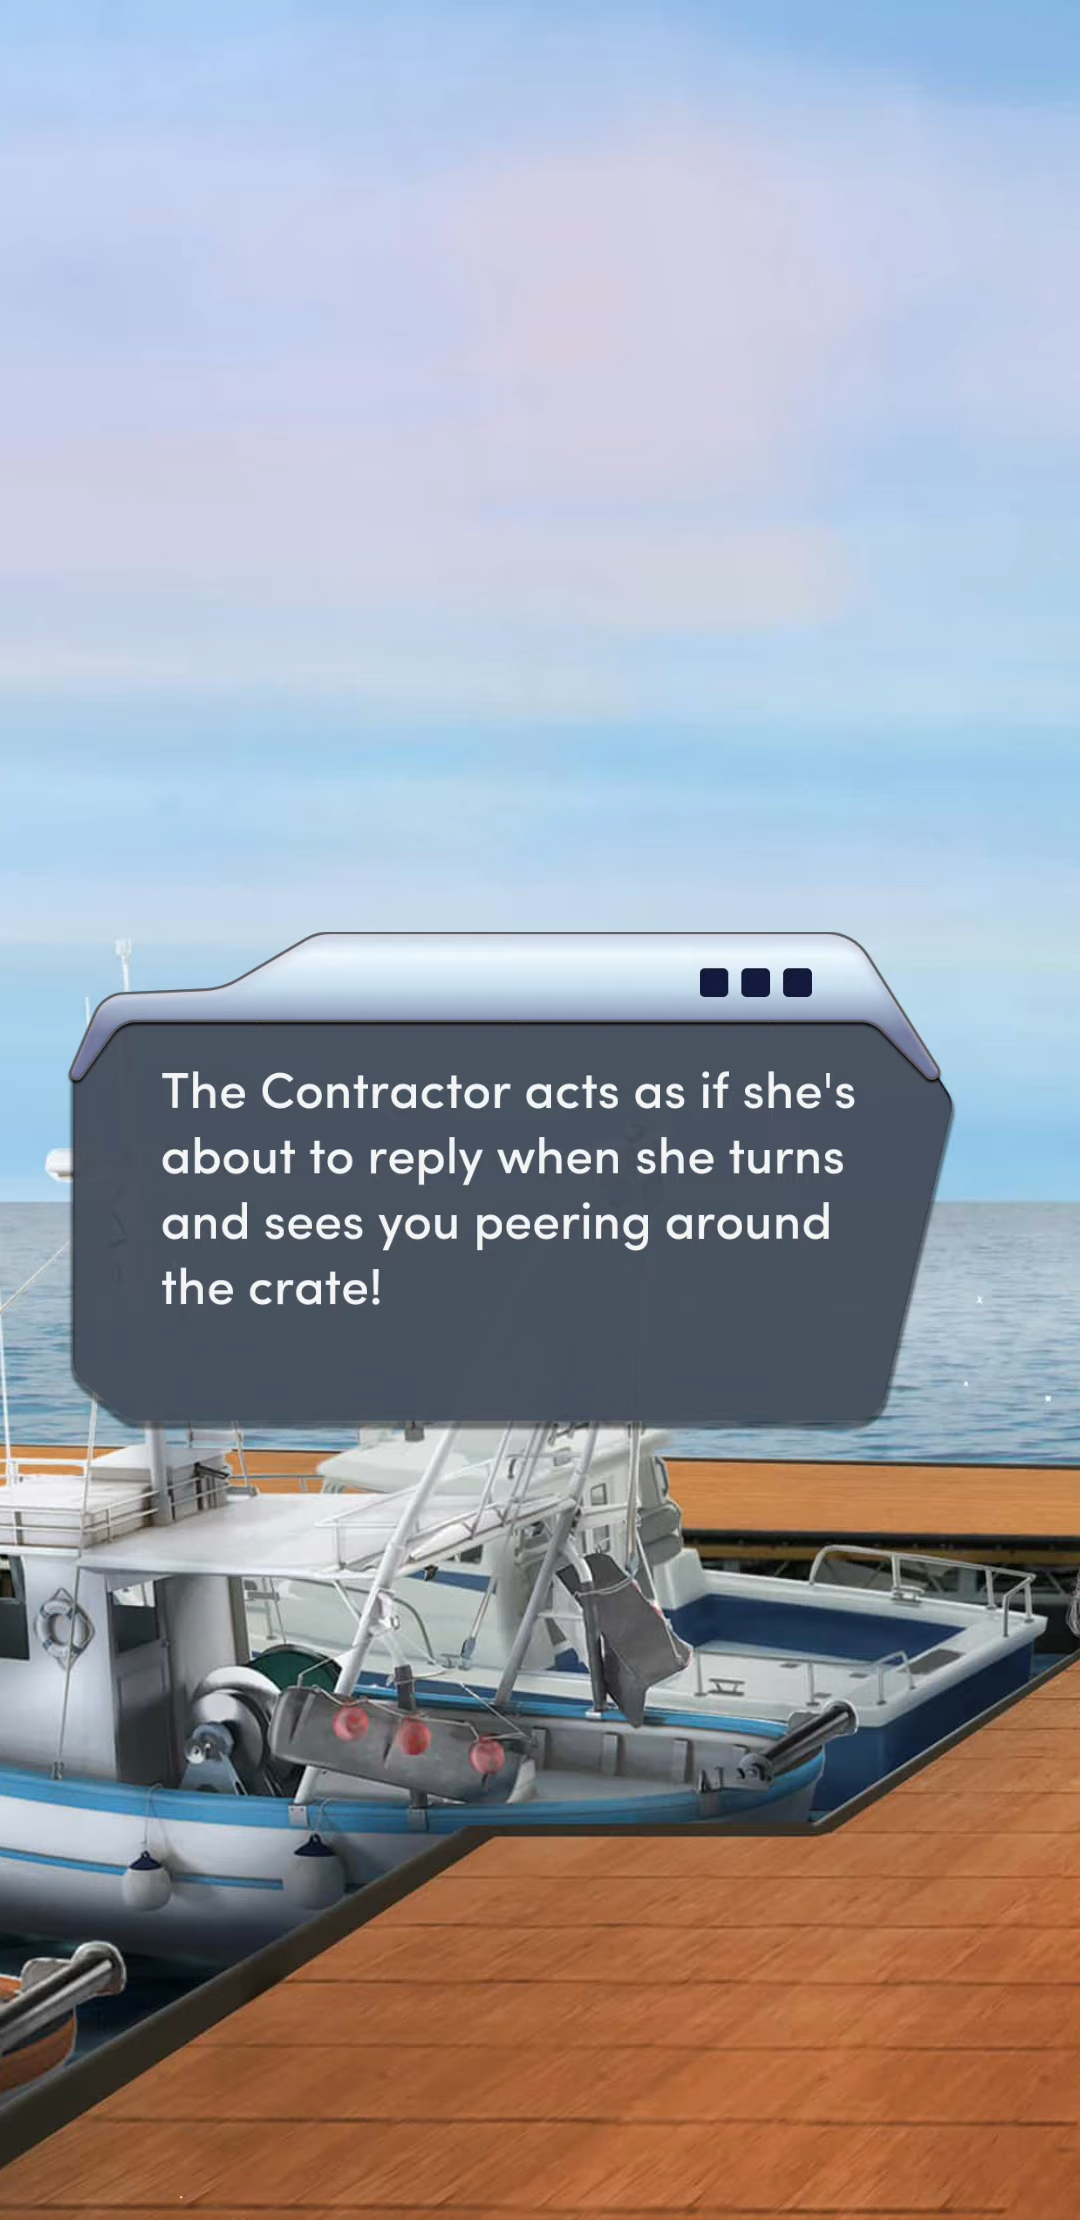 The Contractor acts as if she's
about to reply when she turns
and sees you peering around
the crate!